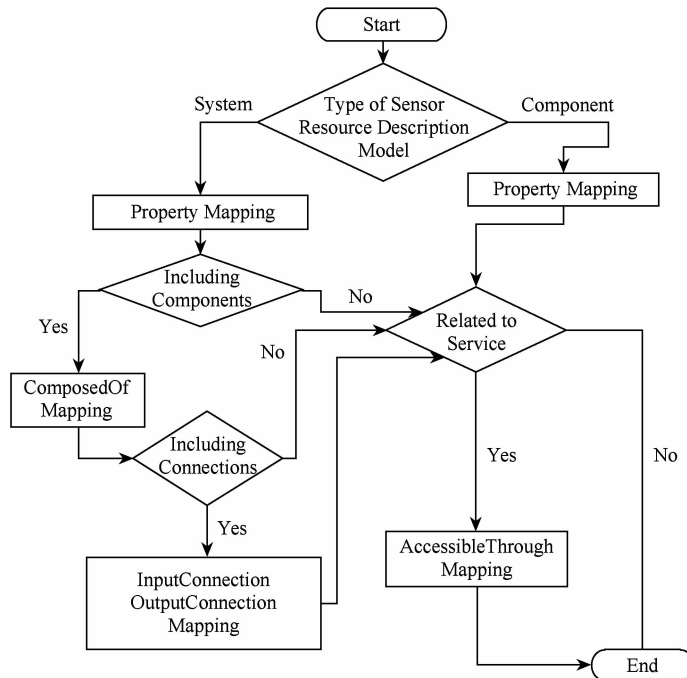 Start
Type of Sensor
Resource Description
Model
System
Component
Property Mapping
Property Mapping
Including
Components
No
Yes
Related to
Service
No
ComposedOf
Mapping
Including
Connections
Yes
No
Yes
AccessibleThrough
Mapping
InputConnection
OutputConnection
Mapping
End